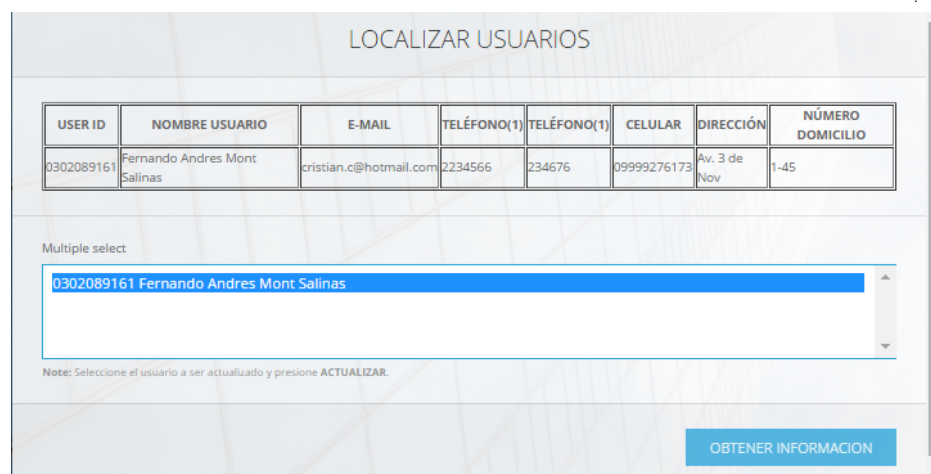 LOCALIZAR USUARIOS
USER ID NOMBRE USUARIO E-MAIL TELÉFONO(1) TELÉFONO(1) CELULAR DIRECCIÓN NÚMERO DOMICILIO
0302089161 Fernando Andres Mont Salinas cristian.c@hotmail.com 2234566 234676 09999276173 Av. 3 de Nov 1-45
Multiple select
0302089161 Fernando Andres Mont Salinas
Note: Seleccione el usuario a ser actualizado y presione ACTUALIZAR.
OBTENER INFORMACION